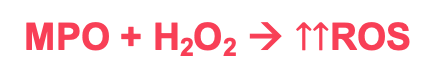 MPO + H₂O₂ → ↑↑ROS